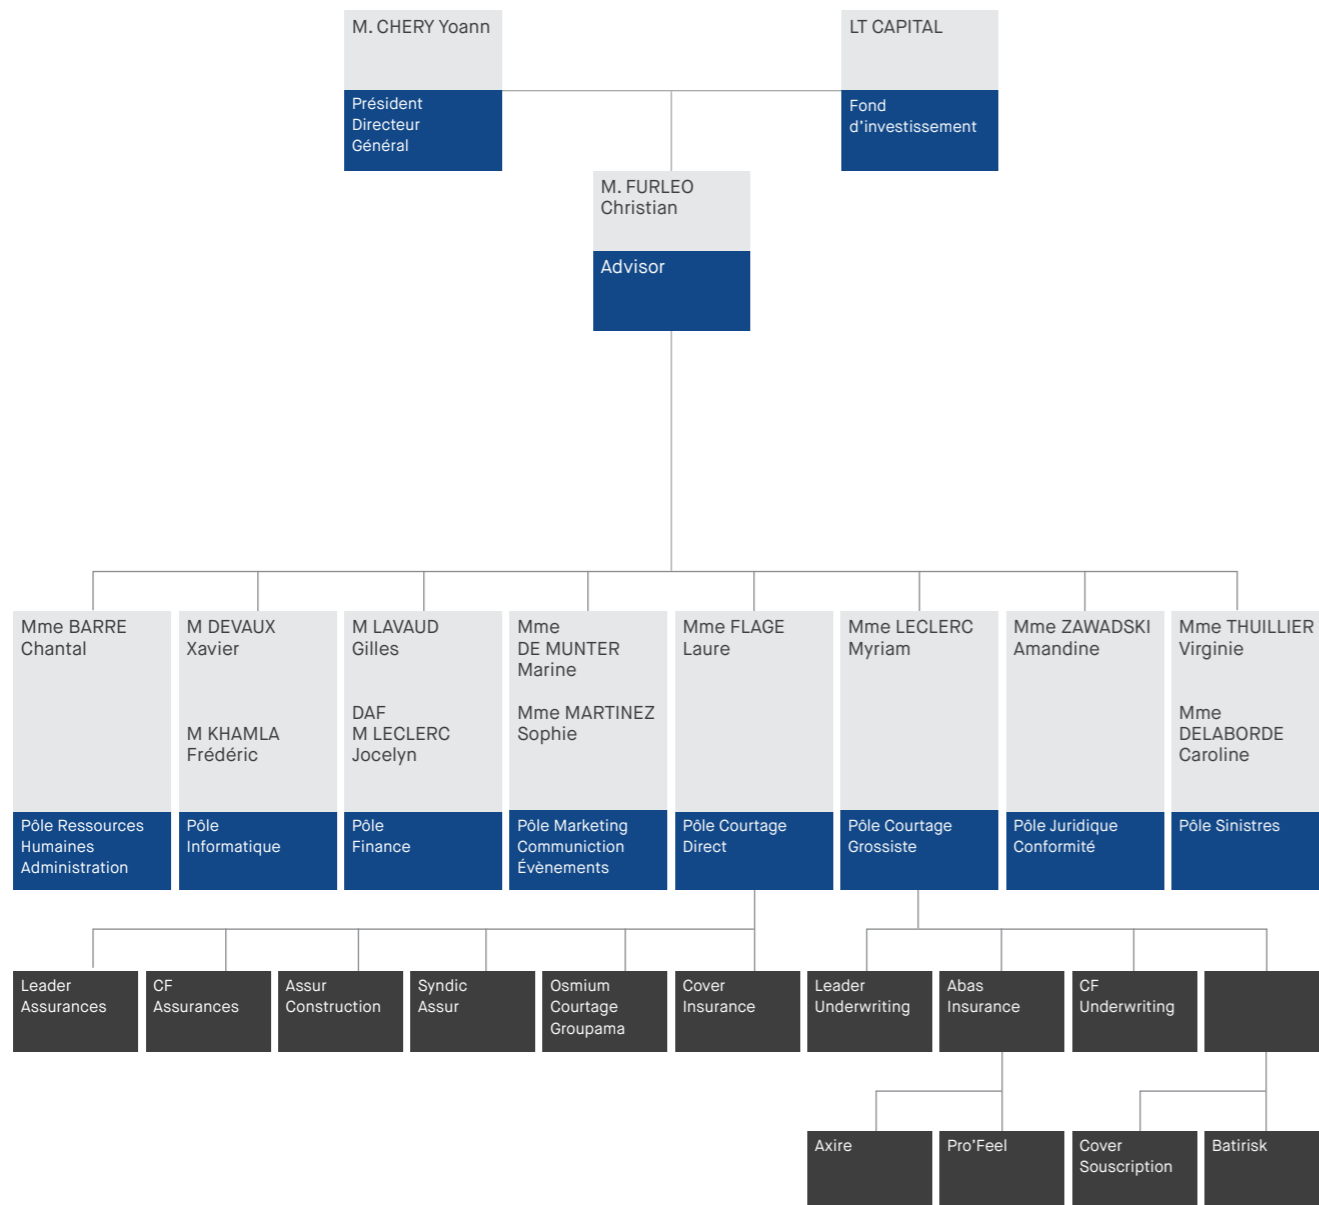 M. CHERY Yoann
Président
Directeur
Général
LT CAPITAL
Fond
d'investissement
M. FURLEO
Christian
Advisor
Mme BARRE
Chantal
Pôle Ressources
Humaines
Administration
M DEVAUX
Xavier
M KHAMLA
Frédéric
Pôle
Informatique
M LAVAUD
Gilles
DAF
M LECLERC
Jocelyn
Pôle
Finance
Mme
DE MUNTER
Marine
Mme MARTINEZ
Sophie
Pôle Marketing
Communiction
Évènements
Mme FLAGE
Laure
Pôle Courtage
Direct
Mme LECLERC
Myriam
Pôle Courtage
Grossiste
Mme ZAWADSKI
Amandine
Pôle Juridique
Conformité
Mme THUILLIER
Virginie
Mme
DELABORDE
Caroline
Pôle Sinistres
Leader
Assurances
CF
Assurances
Assur
Construction
Syndic
Assur
Osmium
Courtage
Groupama
Cover
Insurance
Leader
Underwriting
Abas
Insurance
CF
Underwriting
Axire
Pro'Feel
Cover
Souscription
Batirisk